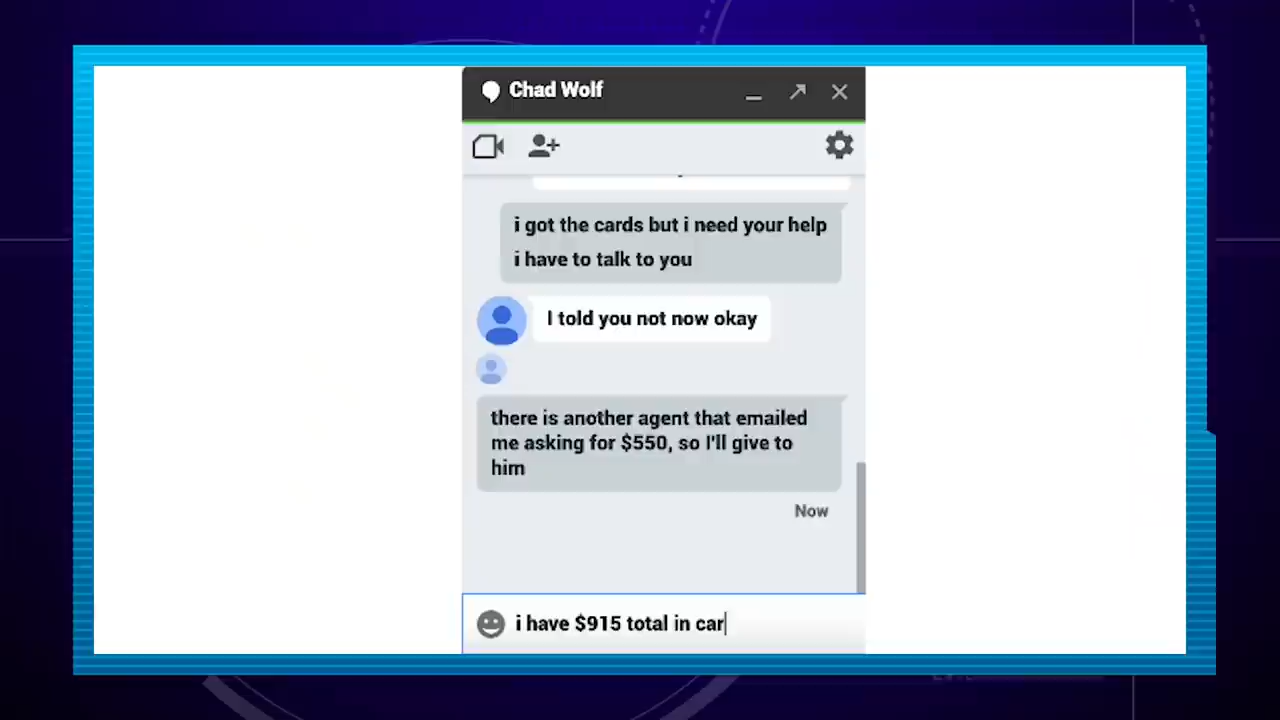 Chad Wolf
i got the cards but i need your help
i have to talk to you
I told you not now okay
there is another agent that emailed
me asking for $550, so I'll give to
him
Now
i have $915 total in car